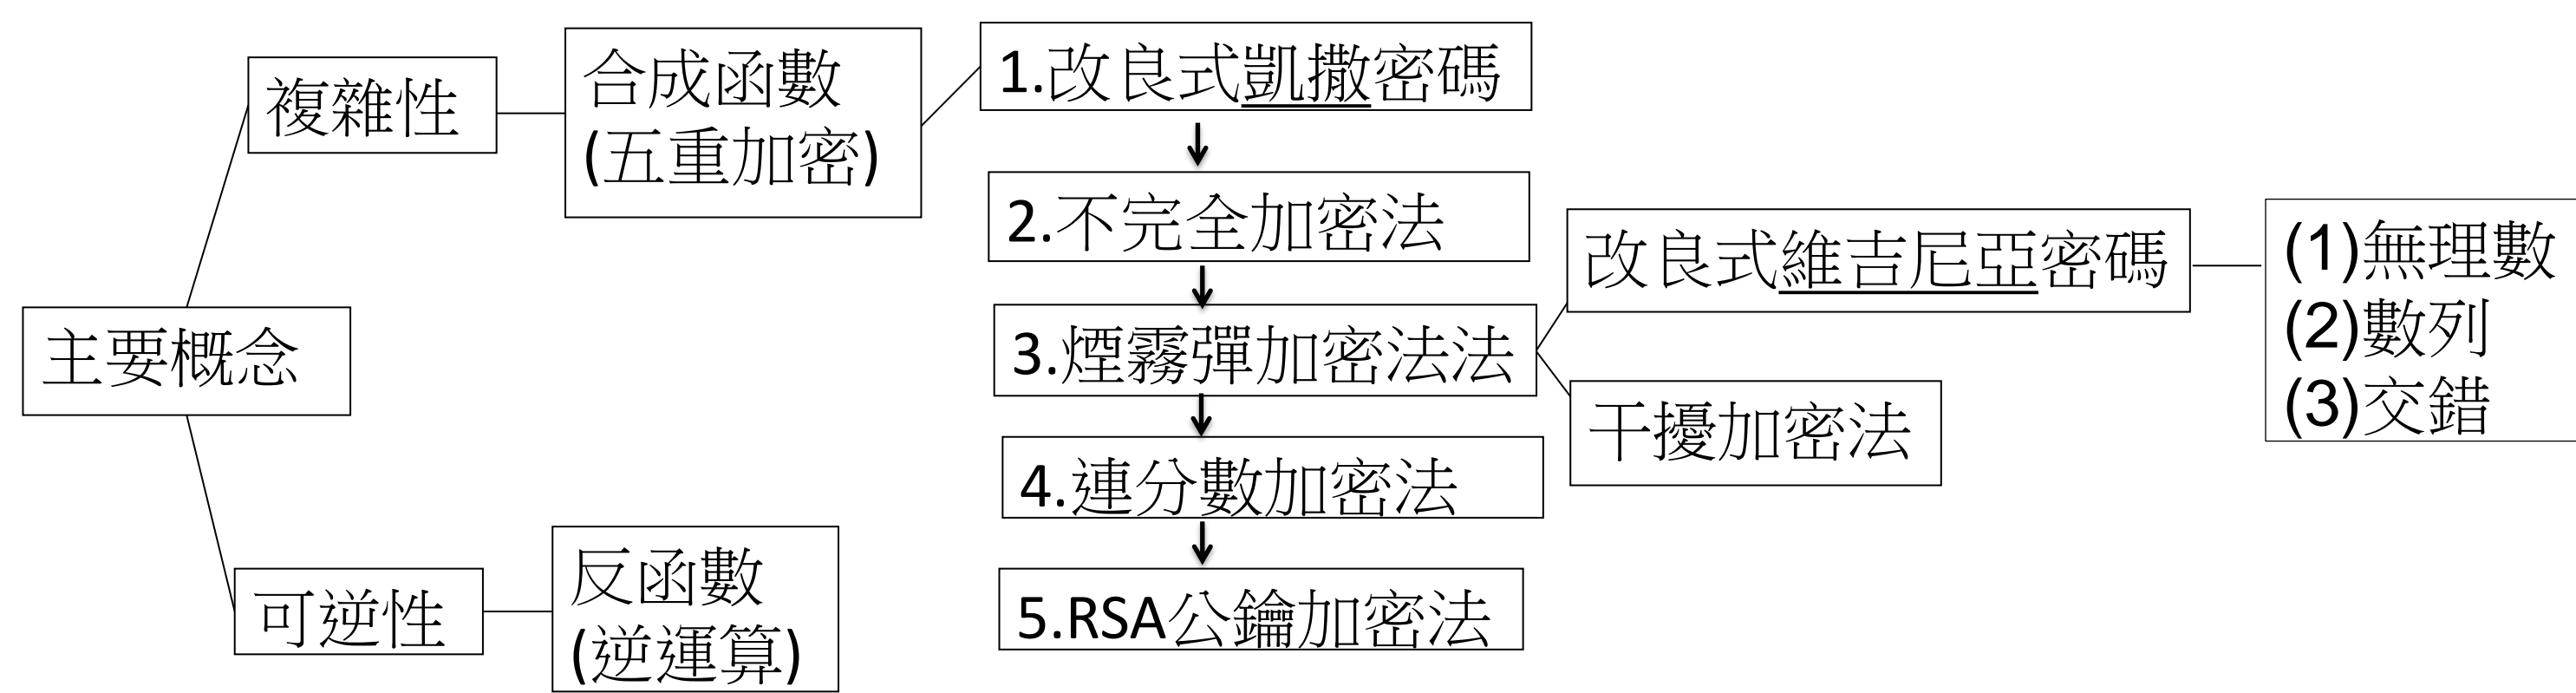 主要概念
複雜性
合成函數
(五重加密)
1.改良式凱撒密碼
2.不完全加密法
3.煙霧彈加密法法
改良式維吉尼亞密碼
(1)無理數
(2)數列
(3)交錯
干擾加密法
4.連分數加密法
5.RSA公鑰加密法
可逆性
反函數
(逆運算)